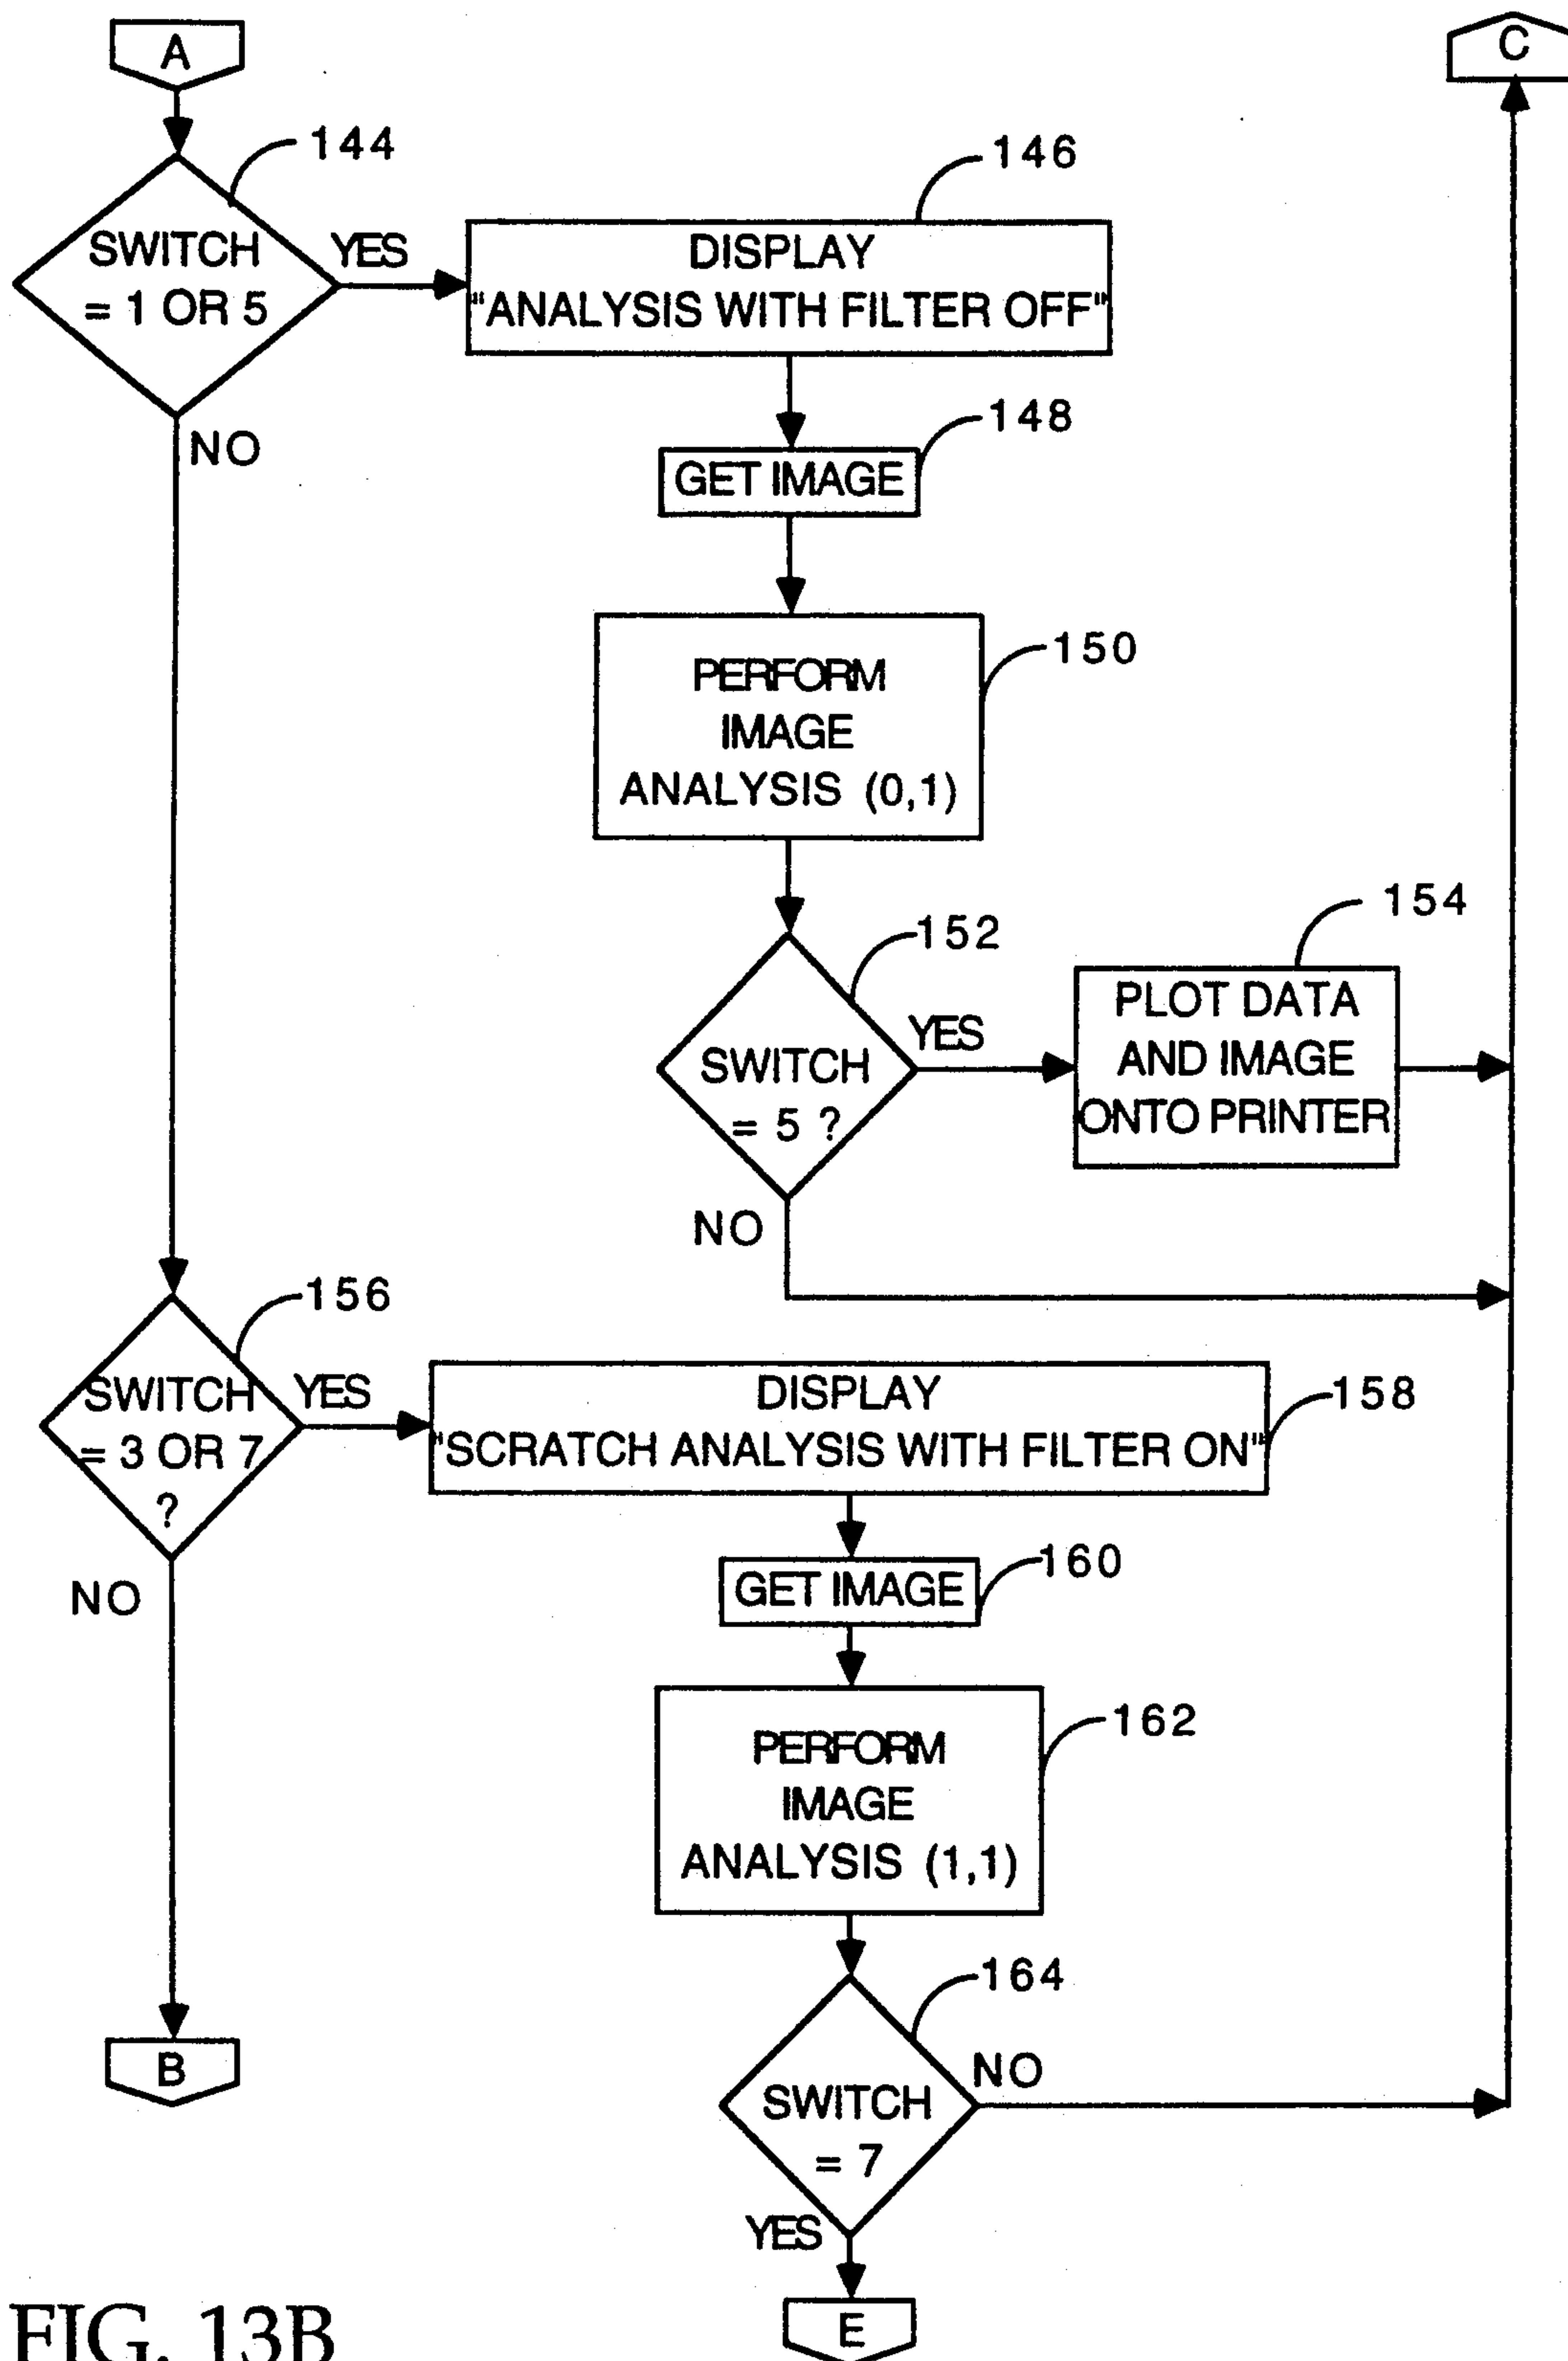 A
C
144
SWITCH
= 1 OR 5
YES
NO
146
DISPLAY
"ANALYSIS WITH FILTER OFF"
148
GET IMAGE
150
PERFORM
IMAGE
ANALYSIS (0,1)
152
SWITCH
= 5 ?
YES
NO
154
PLOT DATA
AND IMAGE
ONTO PRINTER
156
SWITCH
= 3 OR 7
?
YES
NO
158
DISPLAY
"SCRATCH ANALYSIS WITH FILTER ON"
160
GET IMAGE
162
PERFORM
IMAGE
ANALYSIS (1,1)
164
SWITCH
= 7
NO
YES
B
E
FIG. 13B